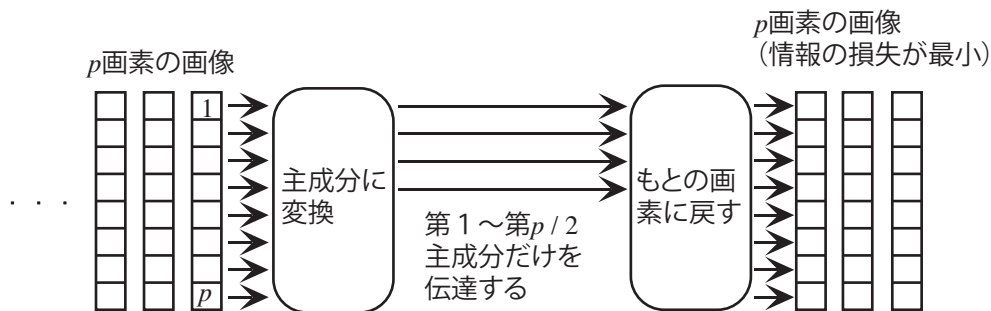 p画素の画像
1
p
・・・
主成分に
変換
第1～第p / 2
主成分だけを
伝達する
もとの画
素に戻す
p画素の画像
（情報の損失が最小）